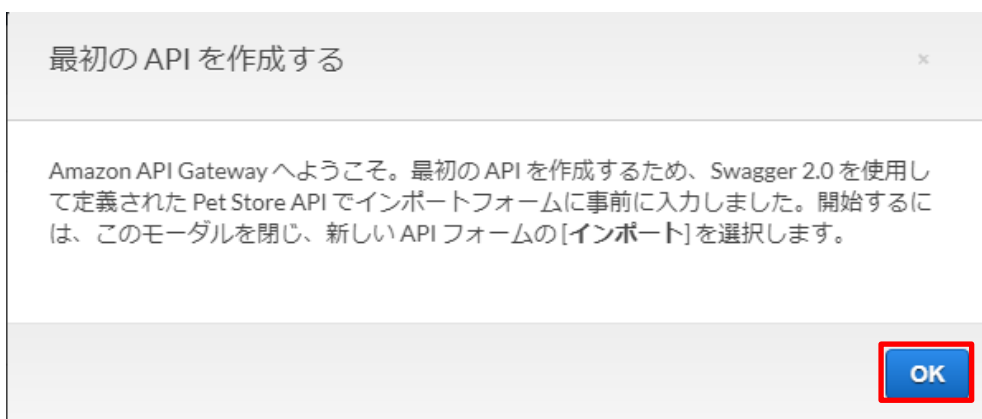 最初の API を作成する
×
Amazon API Gateway へようこそ。最初の API を作成するため、Swagger 2.0 を使用し
て定義された Pet Store API でインポートフォームに事前に入力しました。開始するに
は、このモーダルを閉じ、新しい API フォームの [インポート] を選択します。
OK